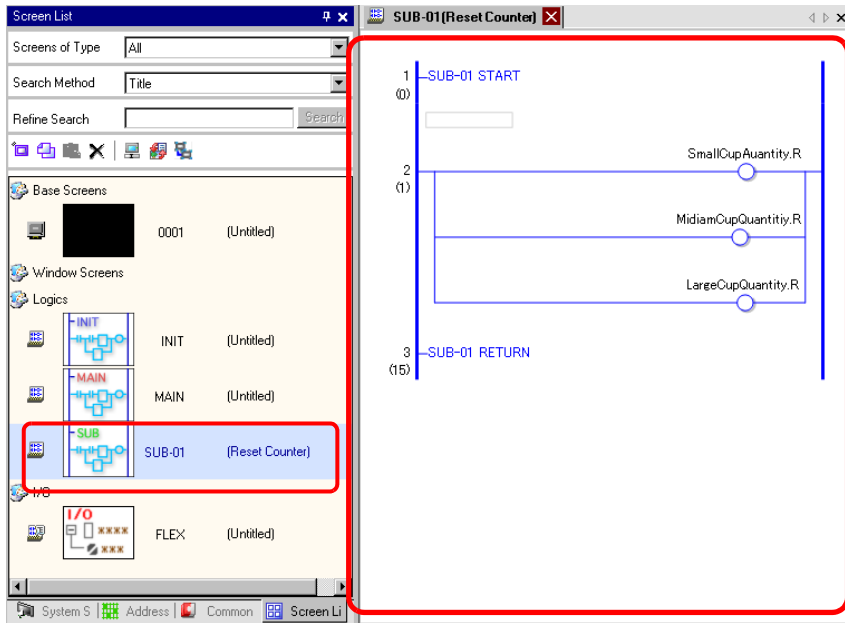 Screen List
SUB-01(Reset Counter)
Screens of Type All
Search Method Title
Refine Search Search
Base Screens
0001 (Untitled)
Window Screens
Logics
INIT
INIT (Untitled)
MAIN
MAIN (Untitled)
SUB
SUB-01 (Reset Counter)
I/O
I/O
****
***
FLEX (Untitled)
System S Address Common Screen Li
1 SUB-01 START
(0)
SmallCupAuantity.R
2
(1)
MidiamCupQuantitiy.R
LargeCupQuantity.R
3 SUB-01 RETURN
(15)